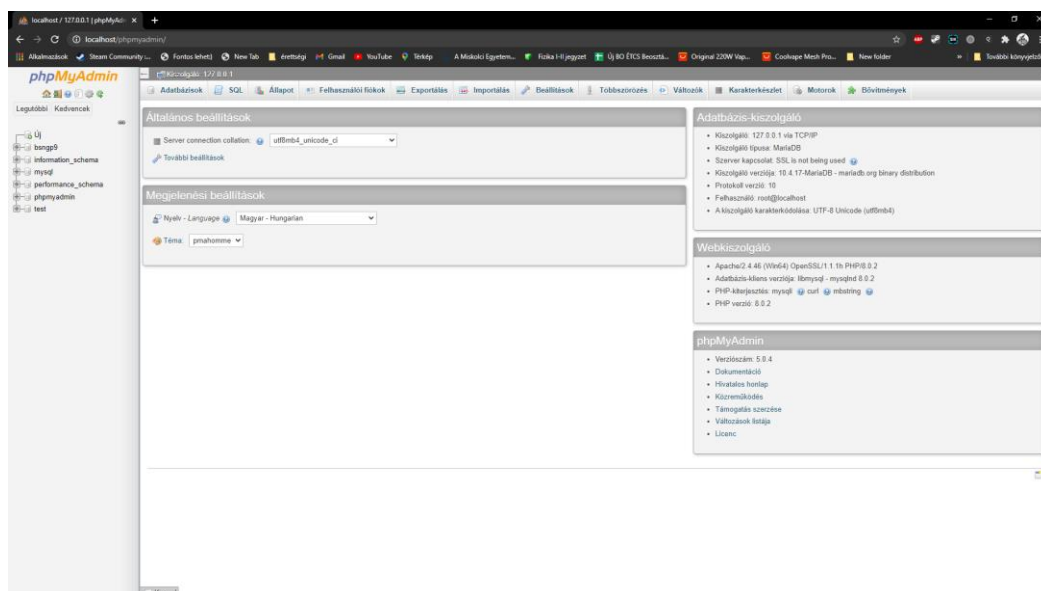 localhost / 127.0.0.1 | phpMyAd
localhost/phpmyadmin/
Alkalmazások Steam Community Fontos lehet:) New Tab érettségi Gmail YouTube Térkép A Miskolci Egyetem... Fizika I-II jegyzet Új BO ÉTCS Beosztá... Original 220W Vap... Coolvape Mesh Pro... New folder » További könyvjelző
phpMyAdmin
Legutóbbi Kedvencek
Új
bsngp9
information_schema
mysql
performance_schema
phpmyadmin
test
Kiszolgáló: 127.0.0.1
Adatbázisok SQL Állapot Felhasználói fiókok Exportálás Importálás Beállítások Többszörözés Változók Karakterkészlet Motorok Bővítmények
Általános beállítások
Server connection collation: utf8mb4_unicode_ci
További beállítások
Megjelenési beállítások
Nyelv - Language Magyar - Hungarian
Téma: pmahomme
Adatbázis-kiszolgáló
• Kiszolgáló: 127.0.0.1 via TCP/IP
• Kiszolgáló típusa: MariaDB
• Szerver kapcsolat: SSL is not being used
• Kiszolgáló verziója: 10.4.17-MariaDB - mariadb.org binary distribution
• Protokoll verzió: 10
• Felhasználó: root@localhost
• A kiszolgáló karakterkódolása: UTF-8 Unicode (utf8mb4)
Webkiszolgáló
• Apache/2.4.46 (Win64) OpenSSL/1.1.1h PHP/8.0.2
• Adatbázis-kliens verziója: libmysql - mysqlnd 8.0.2
• PHP-kiterjesztés: mysqli curl mbstring
• PHP verzió: 8.0.2
phpMyAdmin
• Verziószám: 5.0.4
• Dokumentáció
• Hivatalos honlap
• Közreműködés
• Támogatás szerzése
• Változások listája
• Licenc